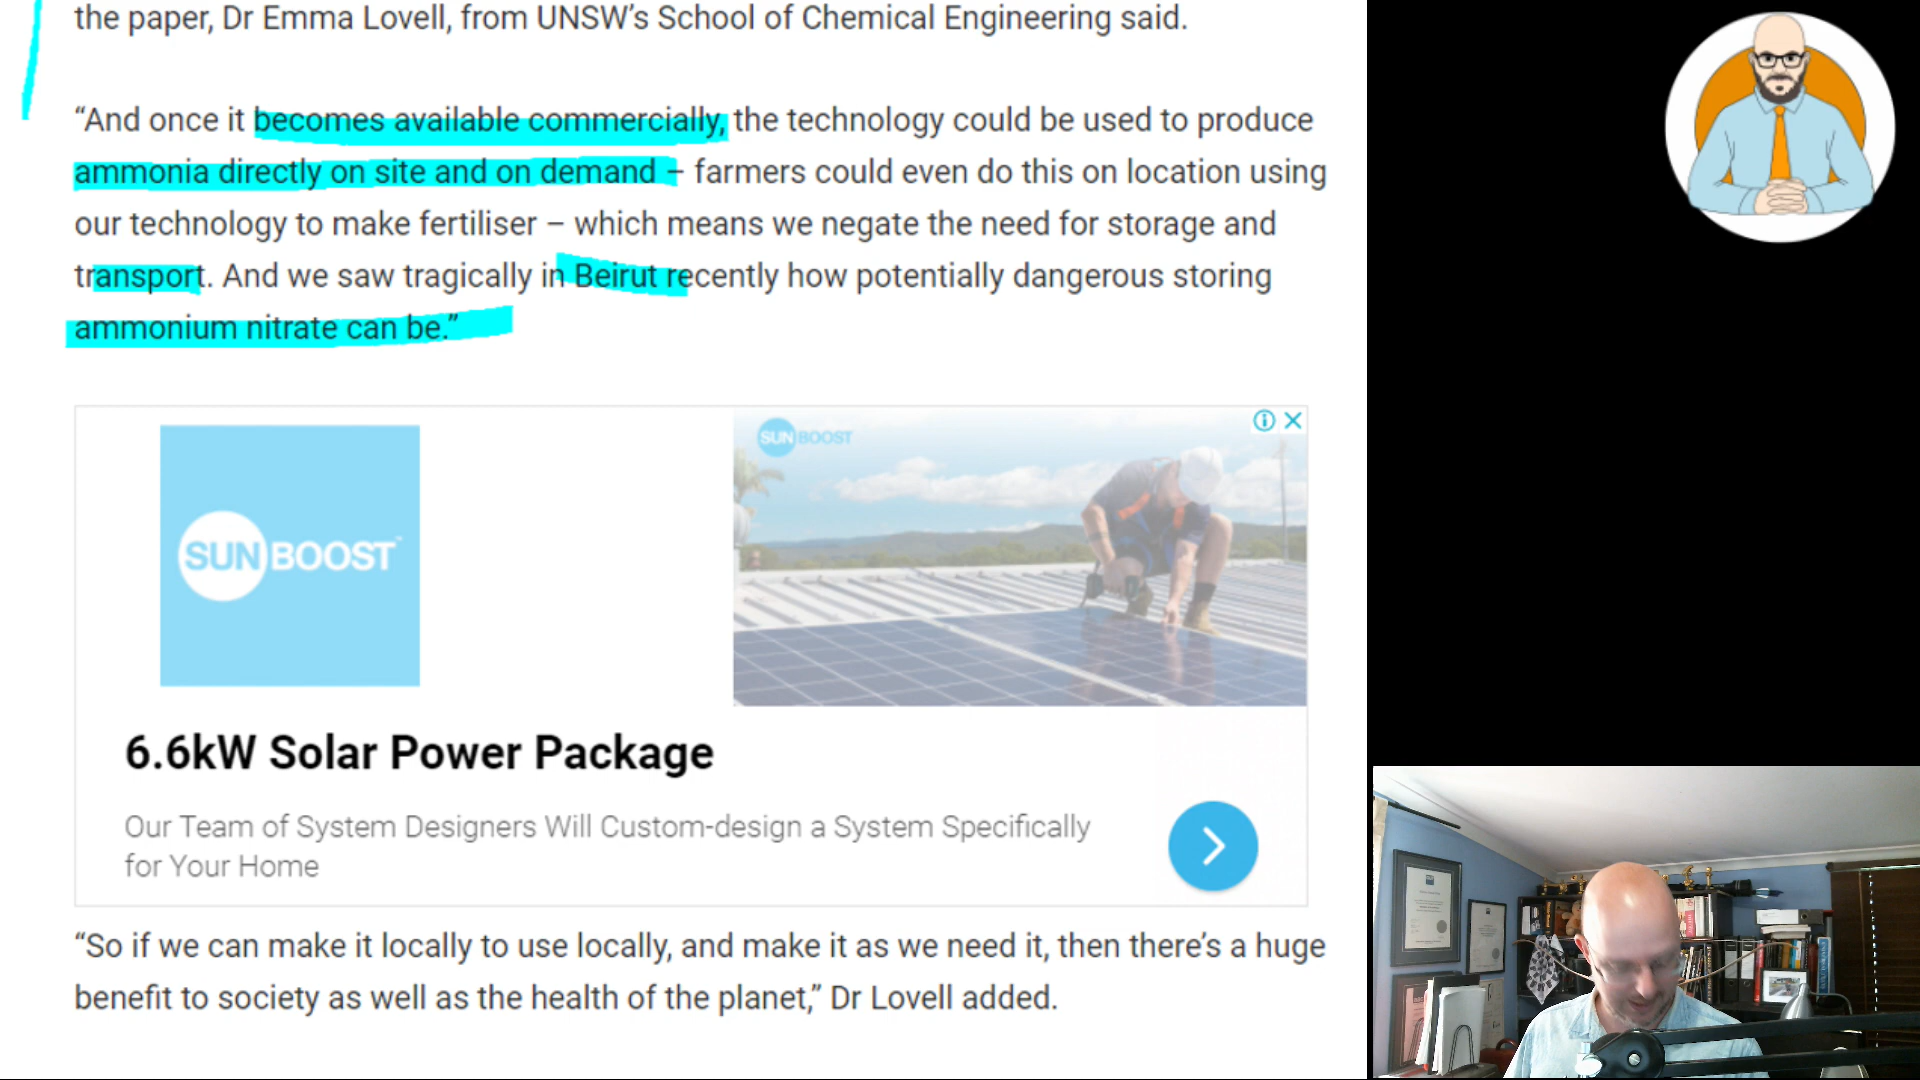 the paper, Dr Emma Lovell, from UNSW’s School of Chemical Engineering said.
“And once it becomes available commercially, the technology could be used to produce
ammonia directly on site and on demand – farmers could even do this on location using
our technology to make fertiliser – which means we negate the need for storage and
transport. And we saw tragically in Beirut recently how potentially dangerous storing
ammonium nitrate can be.”
SUN BOOST
SUN BOOST
6.6kW Solar Power Package
Our Team of System Designers Will Custom-design a System Specifically
for Your Home
“So if we can make it locally to use locally, and make it as we need it, then there’s a huge
benefit to society as well as the health of the planet,” Dr Lovell added.